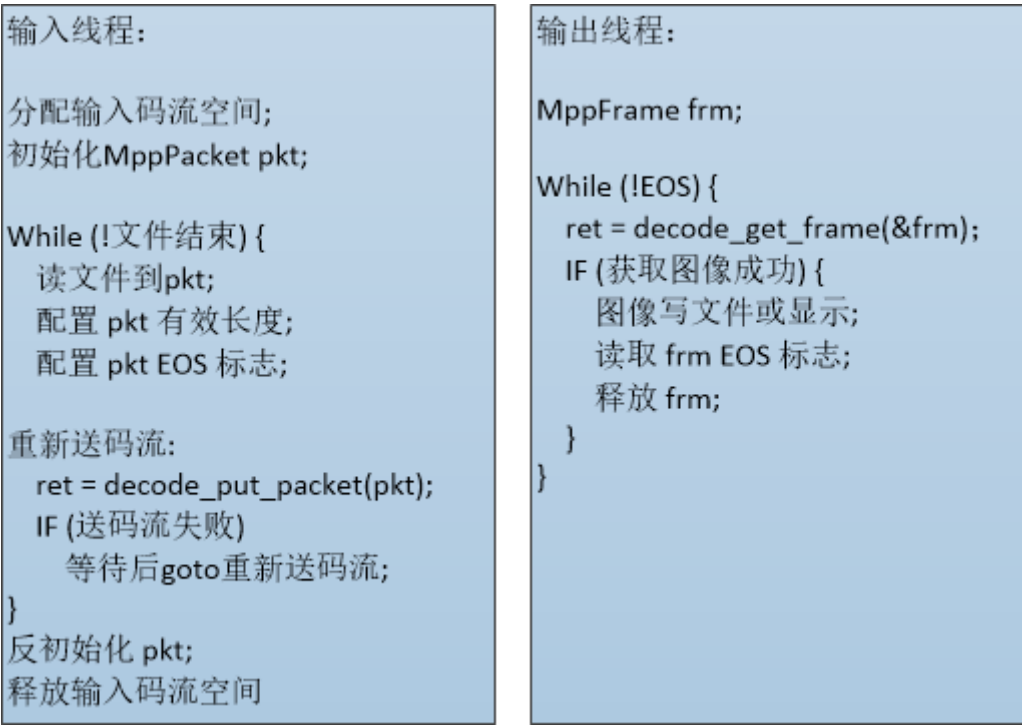 输入线程：
分配输入码流空间;
初始化MppPacket pkt;
While (!文件结束) {
读文件到pkt;
配置 pkt 有效长度;
配置 pkt EOS 标志;
重新送码流:
ret = decode_put_packet(pkt);
IF (送码流失败)
等待后goto重新送码流;
}
反初始化 pkt;
释放输入码流空间
输出线程：
MppFrame frm;
While (!EOS) {
ret = decode_get_frame(&frm)；
IF (获取图像成功) {
图像写文件或显示;
读取 frm EOS 标志;
释放 frm;
}
}